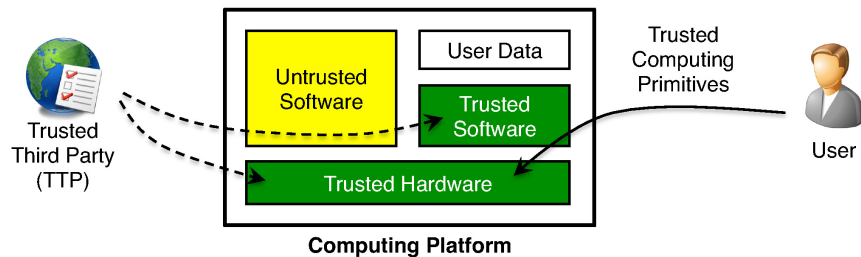 Trusted
Third Party
(TTP)
Untrusted
Software
User Data
Trusted
Software
Trusted Hardware
Computing Platform
Trusted
Computing
Primitives
User